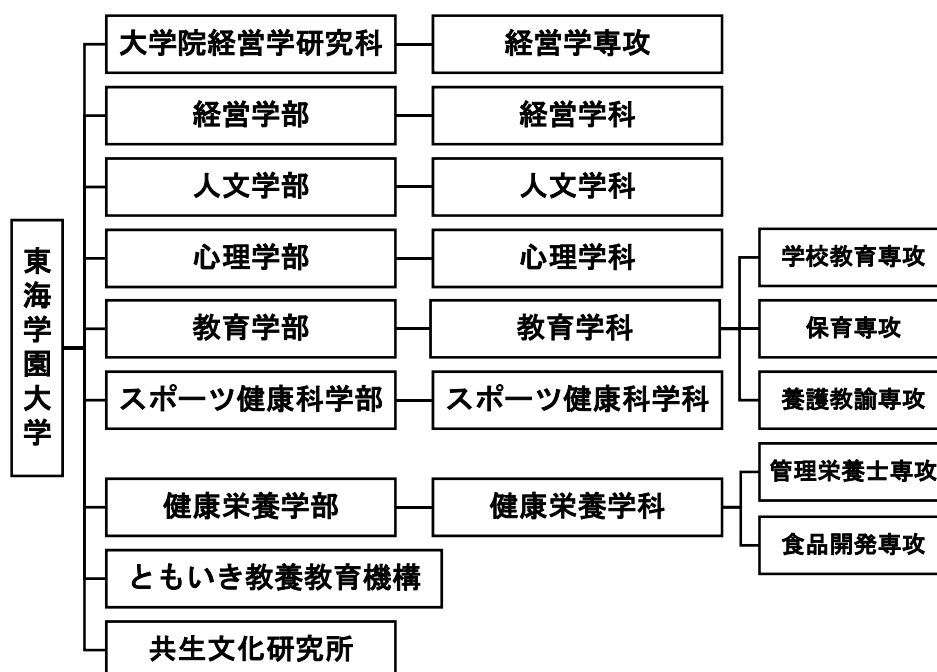 東海学園大学
大学院経営学研究科
経営学専攻
経営学部
経営学科
人文学部
人文学科
心理学部
心理学科
教育学部
教育学科
学校教育専攻
保育専攻
養護教諭専攻
スポーツ健康科学部
スポーツ健康科学科
健康栄養学部
健康栄養学科
管理栄養士専攻
食品開発専攻
ともいき教養教育機構
共生文化研究所